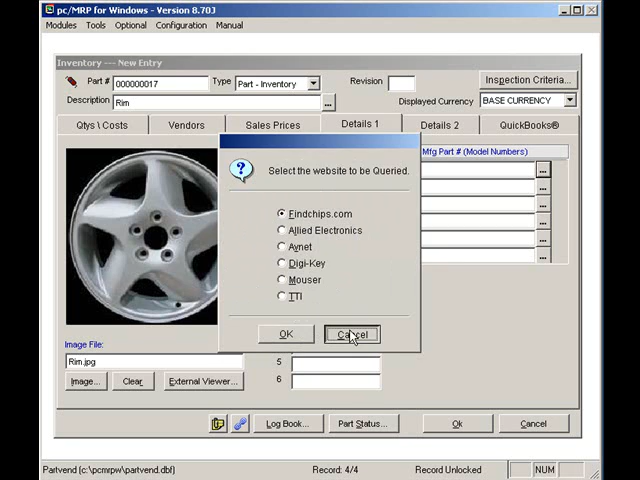 pc/MRP for Windows - Version 8.70J
Modules Tools Optional Configuration Manual
Inventory --- New Entry
Part # 000000017 Type Part - Inventory Revision Inspection Criteria...
Description Rim ... Displayed Currency BASE CURRENCY
Qtys \ Costs Vendors Sales Prices Details 1 Details 2 QuickBooks®
Mfg Part # (Model Numbers)
Select the website to be Queried.
Findchips.com
Allied Electronics
Avnet
Digi-Key
Mouser
TTI
OK Cancel
Image File:
Rim.jpg
5
6
Image... Clear External Viewer...
Log Book... Part Status... Ok Cancel
Partvend (c:\pcmrpw\partvend.dbf) Record: 4/4 Record Unlocked NUM